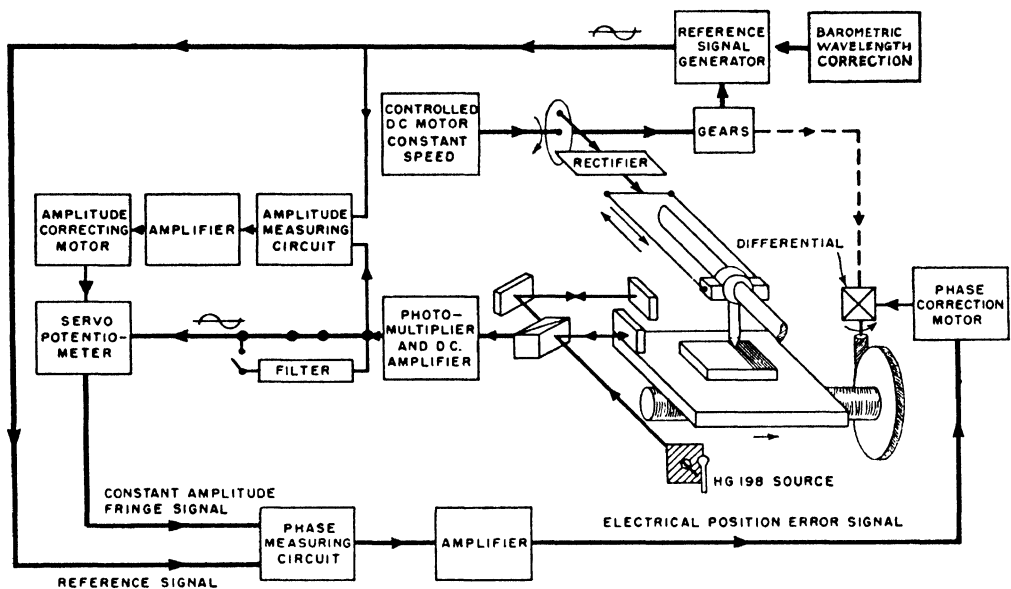 REFERENCE
SIGNAL
GENERATOR
BAROMETRIC
WAVELENGTH
CORRECTION
CONTROLLED
DC MOTOR
CONSTANT
SPEED
GEARS
RECTIFIER
AMPLITUDE
CORRECTING
MOTOR
AMPLIFIER
AMPLITUDE
MEASURING
CIRCUIT
DIFFERENTIAL
PHASE
CORRECTION
MOTOR
SERVO
POTENTIO-
METER
PHOTO-
MULTIPLIER
AND D.C.
AMPLIFIER
FILTER
HG 198 SOURCE
CONSTANT AMPLITUDE
FRINGE SIGNAL
PHASE
MEASURING
CIRCUIT
AMPLIFIER
ELECTRICAL POSITION ERROR SIGNAL
REFERENCE SIGNAL